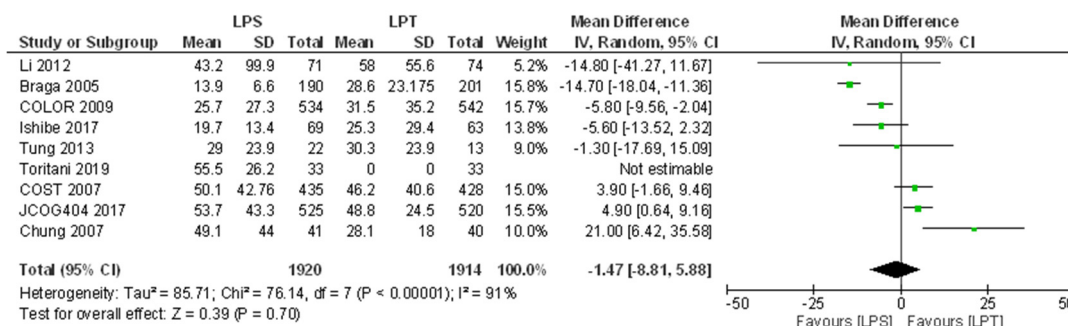 LPS LPT Mean Difference Mean Difference
Study or Subgroup Mean SD Total Mean SD Total Weight IV, Random, 95% CI IV, Random, 95% CI
Li 2012 43.2 99.9 71 58 55.6 74 5.2% -14.80 [-41.27, 11.67]
Braga 2005 13.9 6.6 190 28.6 23.175 201 15.8% -14.70 [-18.04, -11.36]
COLOR 2009 25.7 27.3 534 31.5 35.2 542 15.7% -5.80 [-9.56, -2.04]
Ishibe 2017 19.7 13.4 69 25.3 29.4 63 13.8% -5.60 [-13.52, 2.32]
Tung 2013 29 23.9 22 30.3 23.9 13 9.0% -1.30 [-17.69, 15.09]
Toritani 2019 55.5 26.2 33 0 0 33 Not estimable
COST 2007 50.1 42.76 435 46.2 40.6 428 15.0% 3.90 [-1.66, 9.46]
JCOG404 2017 53.7 43.3 525 48.8 24.5 520 15.5% 4.90 [0.64, 9.16]
Chung 2007 49.1 44 41 28.1 18 40 10.0% 21.00 [6.42, 35.58]
Total (95% CI) 1920 1914 100.0% -1.47 [-8.81, 5.88]
Heterogeneity: Tau² = 85.71; Chi² = 76.14, df = 7 (P < 0.00001); I² = 91%
Test for overall effect: Z = 0.39 (P = 0.70)
-50 -25 0 25 50
Favours [LPS] Favours [LPT]